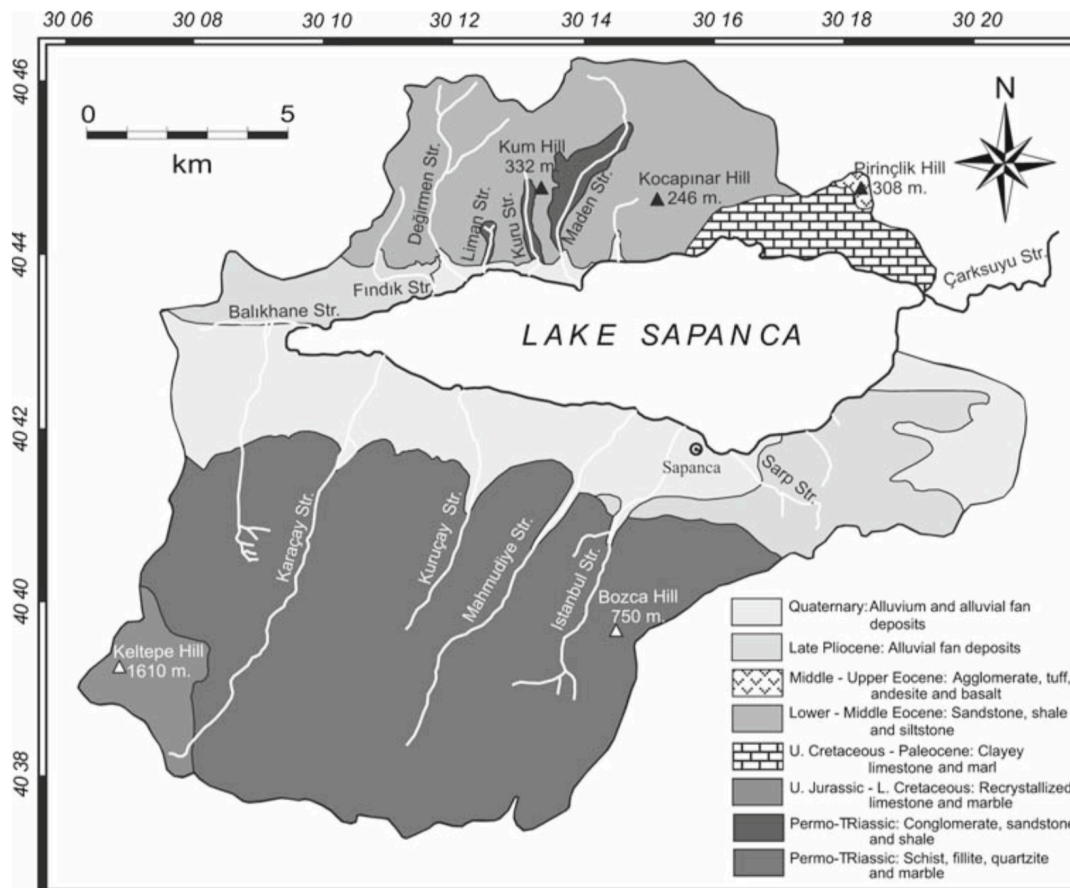 30 06 30 08 30 10 30 12 30 14 30 16 30 18 30 20
40 46
40 44
40 42
40 40
40 38
0 5
km
N
Değirmen Str.
Liman Str.
Kuru Str.
Kum Hill
332 m.
Maden Str.
Kocapınar Hill
246 m.
Pirinçlik Hill
308 m.
Çarksuyu Str.
Fındık Str.
Balıkhane Str.
LAKE SAPANCA
Sapanca
Sarp Str.
Karaçay Str.
Kuruçay Str.
Mahmudiye Str.
Istanbul Str.
Bozca Hill
750 m.
Keltepe Hill
1610 m.
Quaternary: Alluvium and alluvial fan
deposits
Late Pliocene: Alluvial fan deposits
Middle - Upper Eocene: Agglomerate, tuff,
andesite and basalt
Lower - Middle Eocene: Sandstone, shale
and siltstone
U. Cretaceous - Paleocene: Clayey
limestone and marl
U. Jurassic - L. Cretaceous: Recrystallized
limestone and marble
Permo-TRiassic: Conglomerate, sandstone
and shale
Permo-TRiassic: Schist, fillite, quartzite
and marble